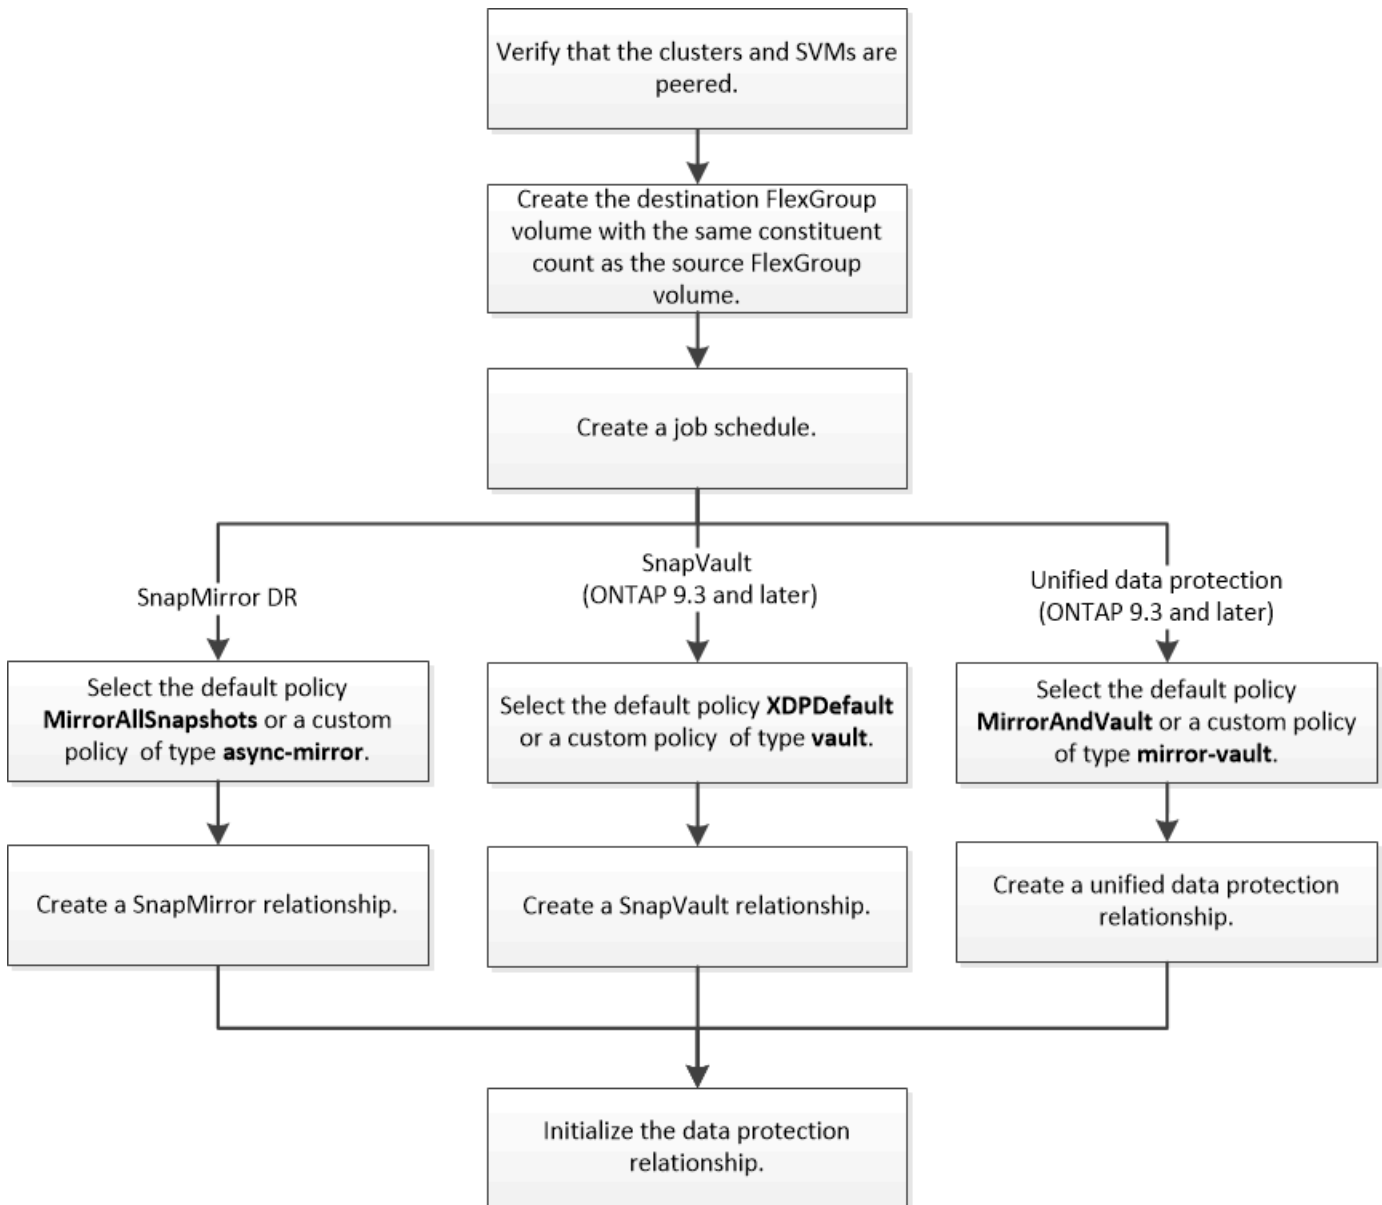 Verify that the clusters and SVMs are
peered.
Create the destination FlexGroup
volume with the same constituent
count as the source FlexGroup
volume.
Create a job schedule.
SnapMirror DR
SnapVault
(ONTAP 9.3 and later)
Unified data protection
(ONTAP 9.3 and later)
Select the default policy
MirrorAllSnapshots or a custom
policy of type async-mirror.
Select the default policy XDPDefault
or a custom policy of type vault.
Select the default policy
MirrorAndVault or a custom policy
of type mirror-vault.
Create a SnapMirror relationship.
Create a SnapVault relationship.
Create a unified data protection
relationship.
Initialize the data protection
relationship.